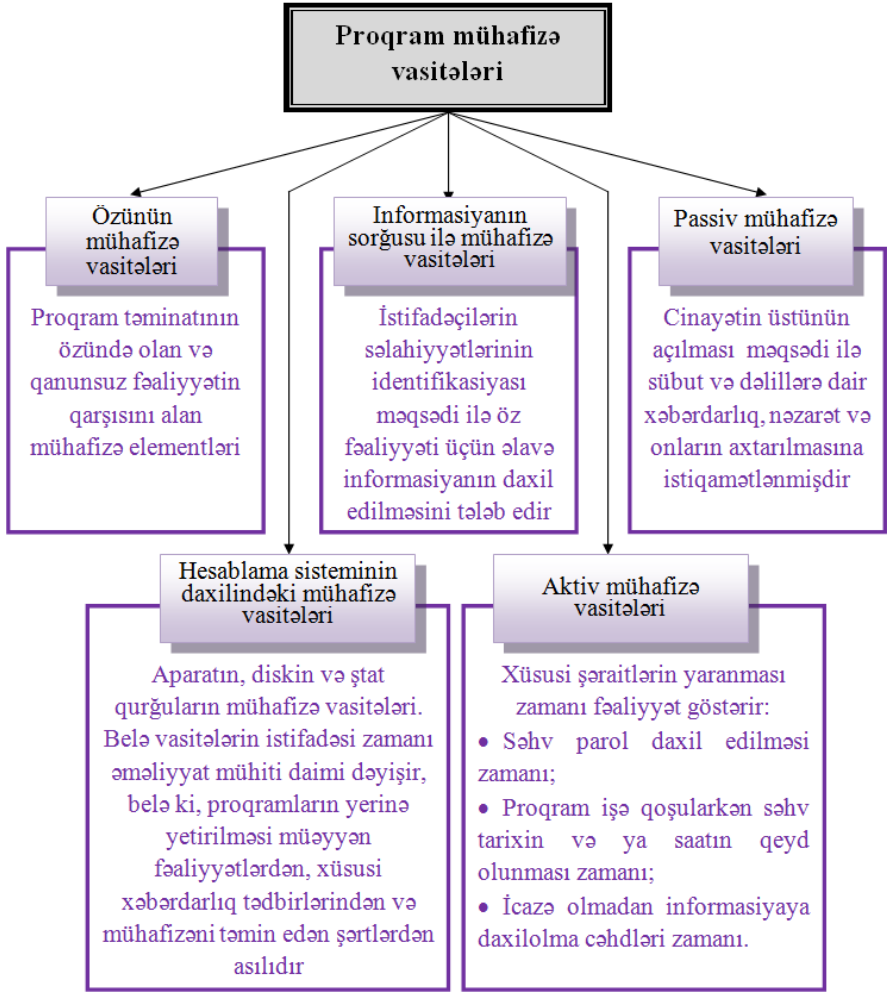 Proqram mühafizə
vasitələri
Özünün
mühafizə
vasitələri
Proqram təminatının
özündə olan və
qanunsuz fəaliyyətin
qarşısını alan
mühafizə elementləri
Informasiyanın
sorğusu ilə mühafizə
vasitələri
İstifadəçilərin
səlahiyyətlərinin
identifikasiyası
məqsədi ilə öz
fəaliyyəti üçün əlavə
informasiyanın daxil
edilməsini tələb edir
Passiv mühafizə
vasitələri
Cinayətin üstünün
açılması məqsədi ilə
sübut və dəlillərə dair
xəbərdarlıq, nəzarət və
onların axtarılmasına
istiqamətlənmişdir
Hesablama sisteminin
daxilindəki mühafizə
vasitələri
Aparatın, diskin və ştat
qurğuların mühafizə vasitələri.
Belə vasitələrin istifadəsi zamanı
əməliyyat mühiti daimi dəyişir,
belə ki, proqramların yerinə
yetirilməsi müəyyən
fəaliyyətlərdən, xüsusi
xəbərdarlıq tədbirlərindən və
mühafizəni təmin edən şərtlərdən
asılıdır
Aktiv mühafizə
vasitələri
Xüsusi şəraitlərin yaranması
zamanı fəaliyyət göstərir:
• Səhv parol daxil edilməsi
zamanı;
• Proqram işə qoşularkən səhv
tarixin və ya saatın qeyd
olunması zamanı;
• İcazə olmadan informasiyaya
daxilolma cəhdləri zamanı.